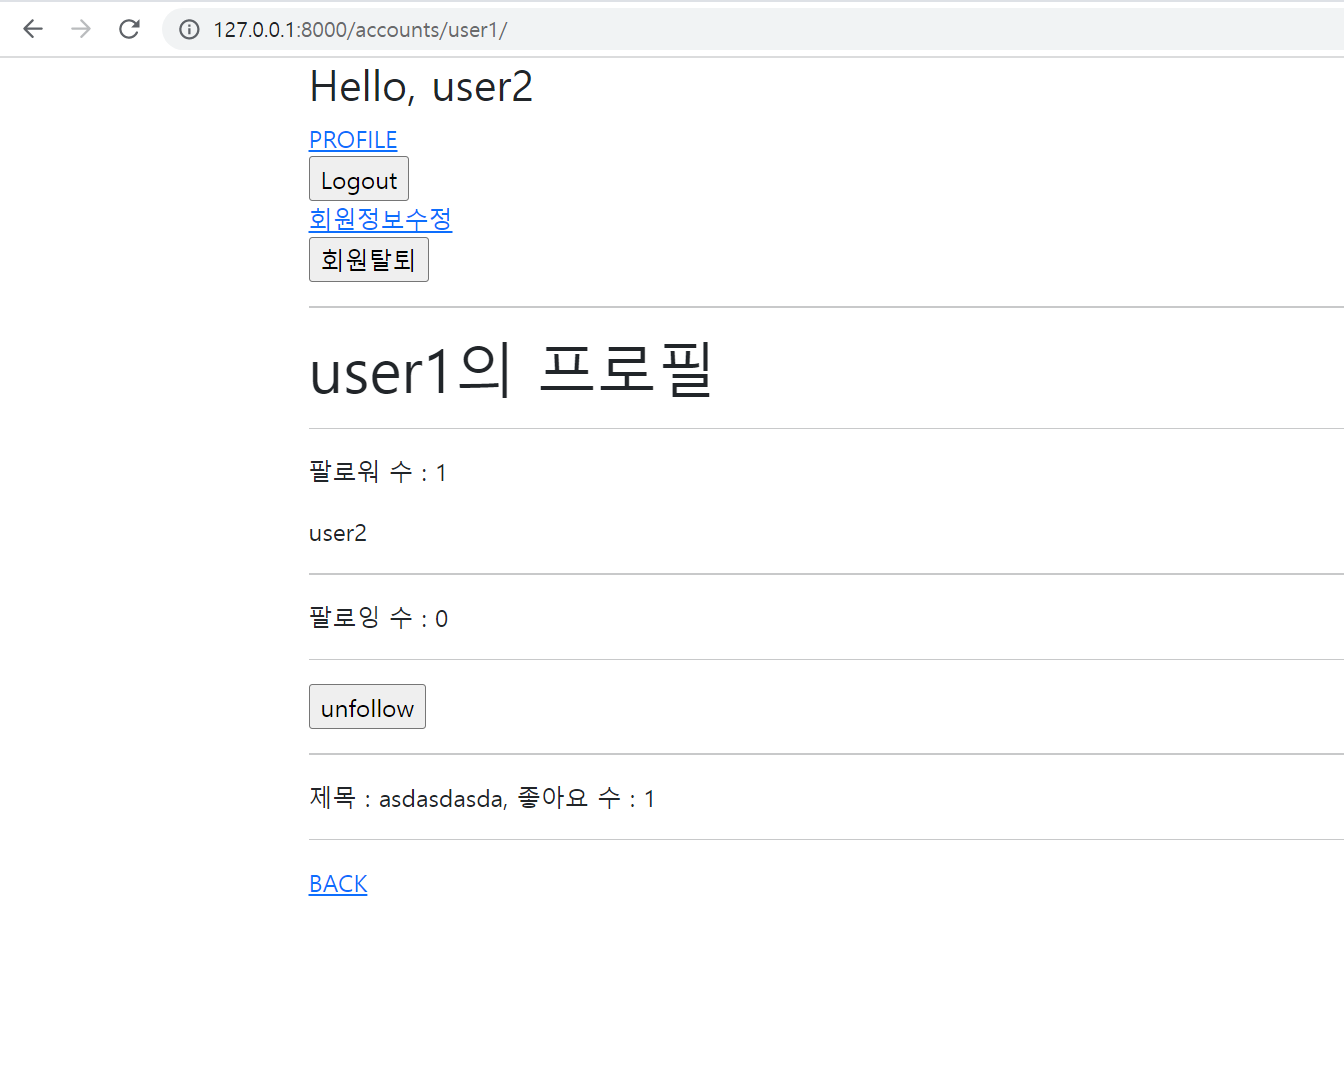 127.0.0.1:8000/accounts/user1/
Hello, user2
PROFILE
Logout
회원정보수정
회원탈퇴
user1의 프로필
팔로워 수 : 1
user2
팔로잉 수 : 0
unfollow
제목 : asdasdasda, 좋아요 수 : 1
BACK